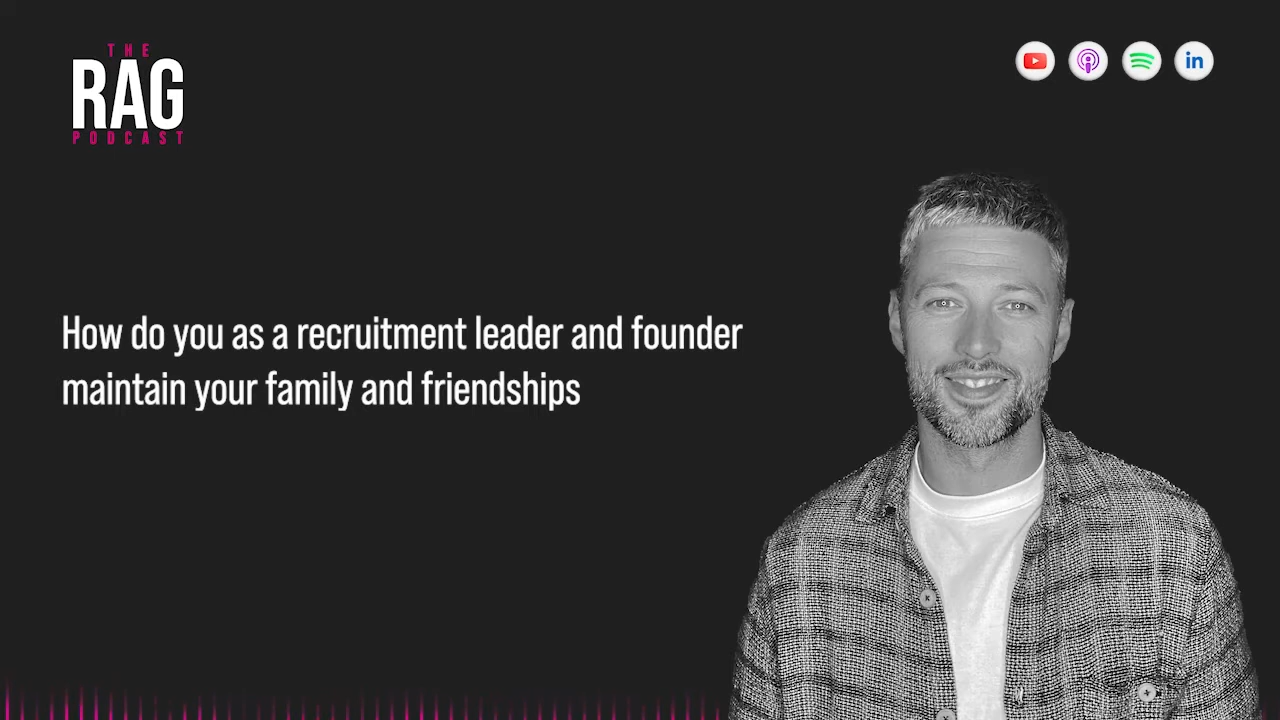 THE
RAG
PODCAST
in
How do you as a recruitment leader and founder
maintain your family and friendships